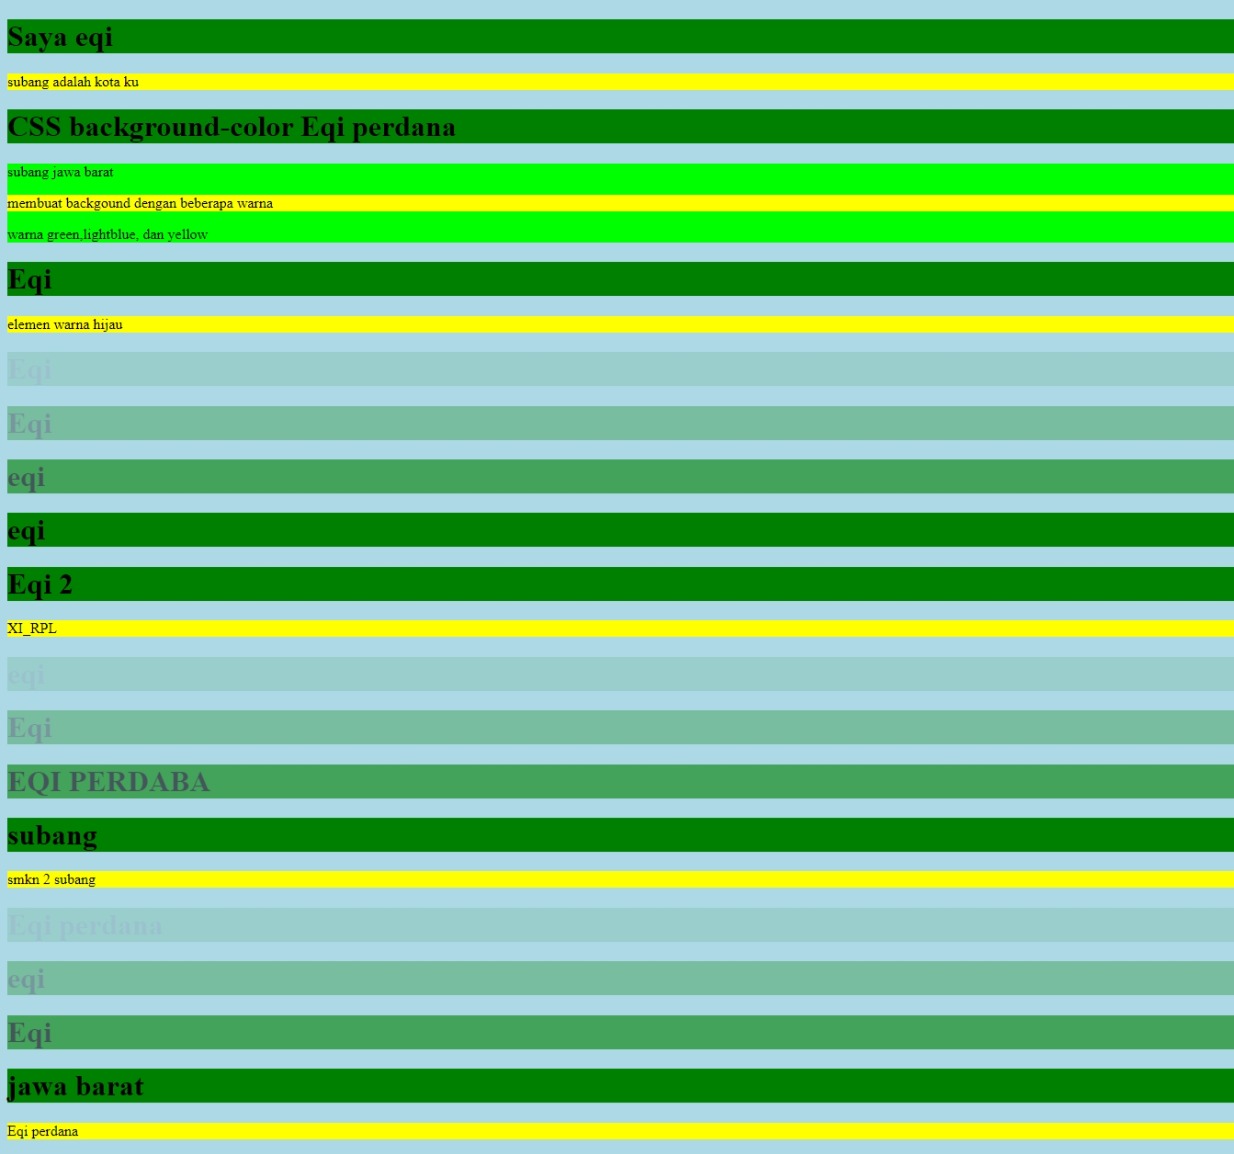 Saya eqi
subang adalah kota ku
CSS background-color Eqi perdana
subang jawa barat
membuat backgound dengan beberapa warna
warna green,lightblue, dan yellow
Eqi
elemen warna hijau
Eqi
Eqi
eqi
eqi
Eqi 2
XI_RPL
eqi
Eqi
EQI PERDABA
subang
smkn 2 subang
Eqi perdana
eqi
Eqi
jawa barat
Eqi perdana